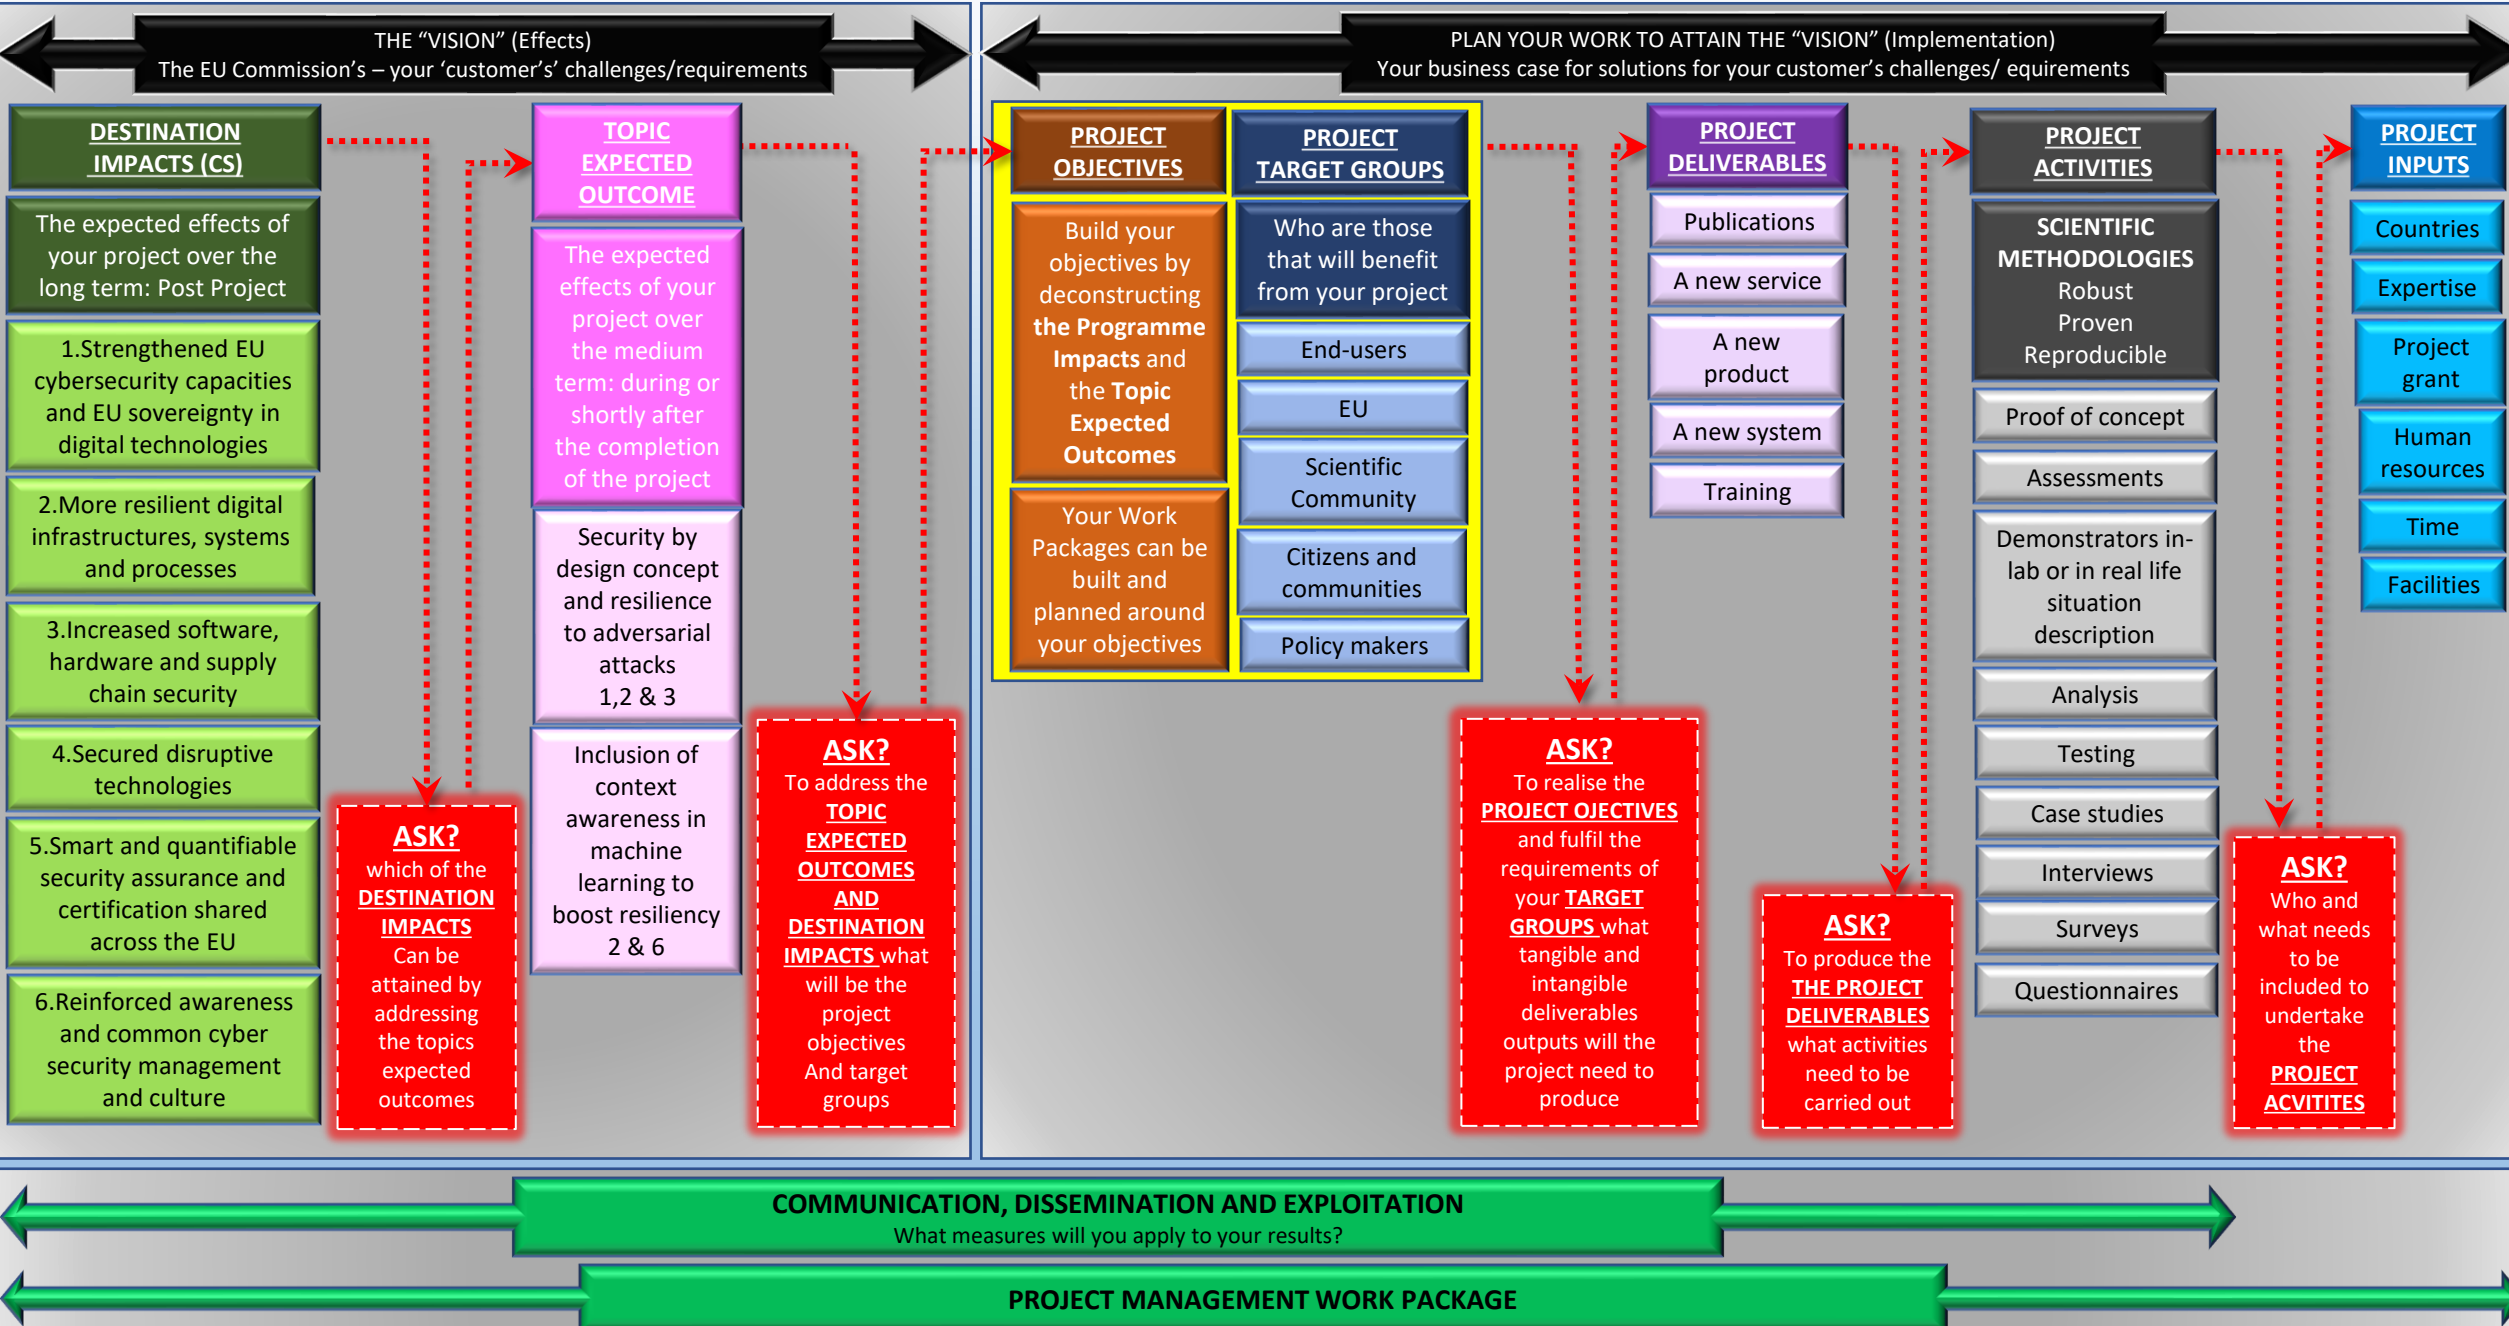 THE “VISION” (Effects)
The EU Commission’s – your ‘customer’s’ challenges/requirements
PLAN YOUR WORK TO ATTAIN THE “VISION” (Implementation)
Your business case for solutions for your customer’s challenges/ equirements
DESTINATION
IMPACTS (CS)
The expected effects of
your project over the
long term: Post Project
1.Strengthened EU
cybersecurity capacities
and EU sovereignty in
digital technologies
2.More resilient digital
infrastructures, systems
and processes
3.Increased software,
hardware and supply
chain security
4.Secured disruptive
technologies
5.Smart and quantifiable
security assurance and
certification shared
across the EU
6.Reinforced awareness
and common cyber
security management
and culture
ASK?
which of the
DESTINATION
IMPACTS
Can be
attained by
addressing
the topics
expected
outcomes
TOPIC
EXPECTED
OUTCOME
The expected
effects of your
project over
the medium
term: during or
shortly after
the completion
of the project
Security by
design concept
and resilience
to adversarial
attacks
1,2 & 3
Inclusion of
context
awareness in
machine
learning to
boost resiliency
2 & 6
ASK?
To address the
TOPIC
EXPECTED
OUTCOMES
AND
DESTINATION
IMPACTS what
will be the
project
objectives
And target
groups
PROJECT
OBJECTIVES
Build your
objectives by
deconstructing
the Programme
Impacts and
the Topic
Expected
Outcomes
Your Work
Packages can be
built and
planned around
your objectives
PROJECT
TARGET GROUPS
Who are those
that will benefit
from your project
End-users
EU
Scientific
Community
Citizens and
communities
Policy makers
ASK?
To realise the
PROJECT OJECTIVES
and fulfil the
requirements of
your TARGET
GROUPS what
tangible and
intangible
deliverables
outputs will the
project need to
produce
PROJECT
DELIVERABLES
Publications
A new service
A new
product
A new system
Training
ASK?
To produce the
THE PROJECT
DELIVERABLES
what activities
need to be
carried out
PROJECT
ACTIVITIES
SCIENTIFIC
METHODOLOGIES
Robust
Proven
Reproducible
Proof of concept
Assessments
Demonstrators in-
lab or in real life
situation
description
Analysis
Testing
Case studies
Interviews
Surveys
Questionnaires
ASK?
Who and
what needs
to be
included to
undertake
the
PROJECT
ACVITITES
PROJECT
INPUTS
Countries
Expertise
Project
grant
Human
resources
Time
Facilities
COMMUNICATION, DISSEMINATION AND EXPLOITATION
What measures will you apply to your results?
PROJECT MANAGEMENT WORK PACKAGE